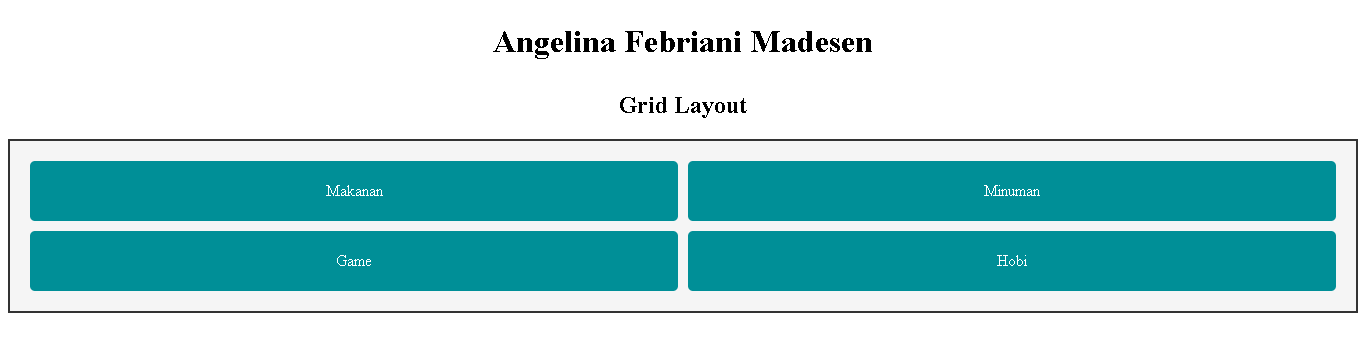 Angelina Febriani Madesen
Grid Layout
Makanan
Minuman
Game
Hobi